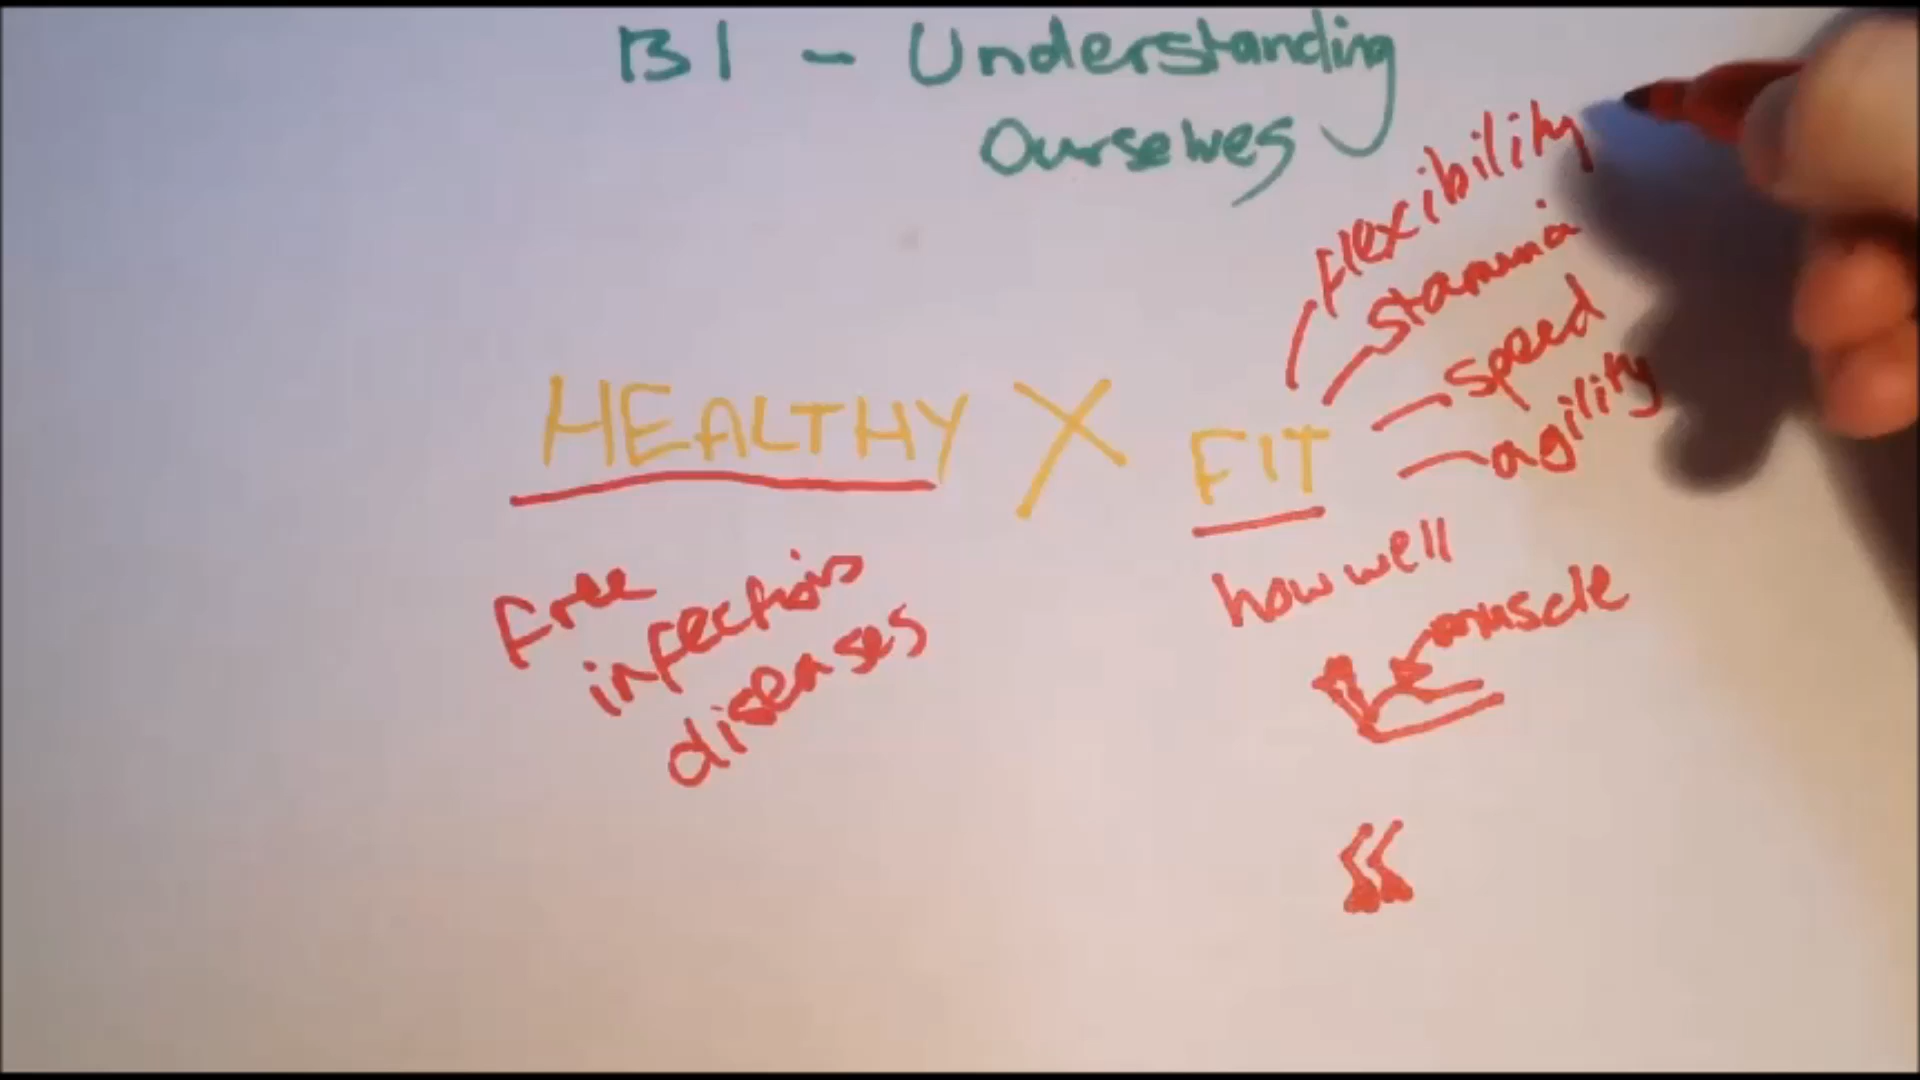 B1 - Understanding
Ourselves
flexibility
stamina
speed
agility
HEALTHY X FIT
free
infections
diseases
how well
muscle